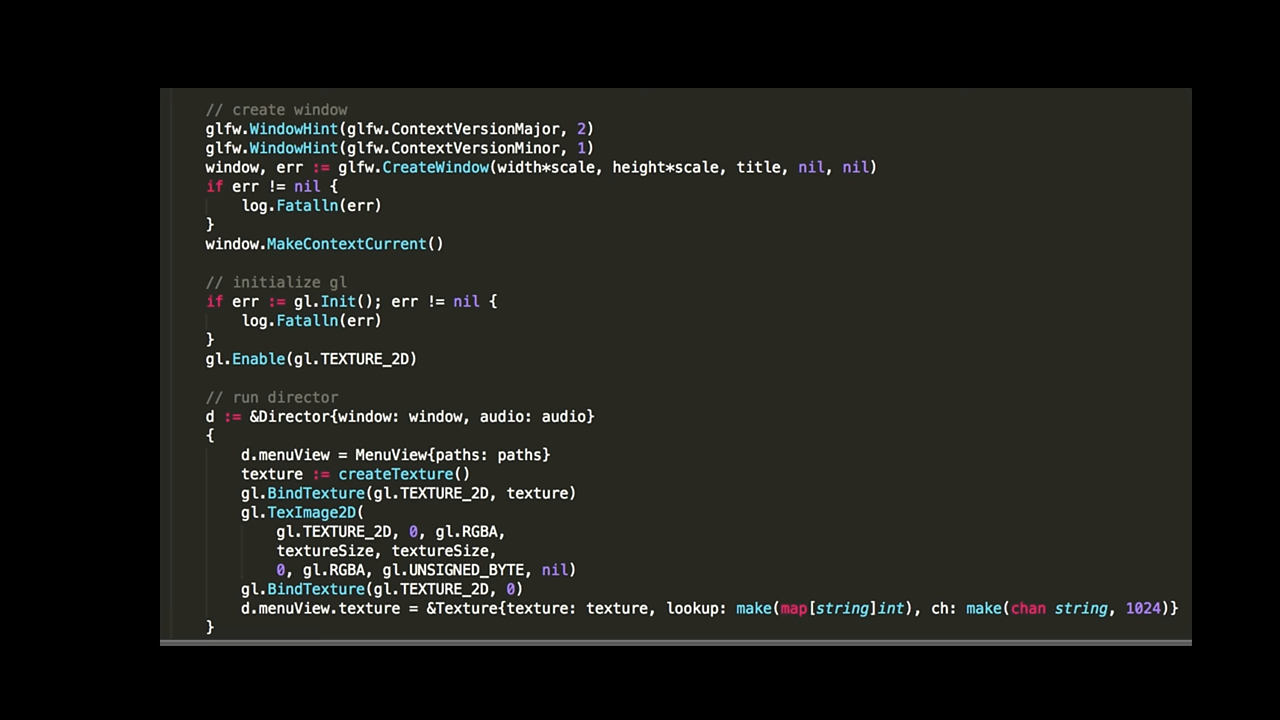 // create window
glfw.WindowHint(glfw.ContextVersionMajor, 2)
glfw.WindowHint(glfw.ContextVersionMinor, 1)
window, err := glfw.CreateWindow(width*scale, height*scale, title, nil, nil)
if err != nil {
    log.Fatalln(err)
}
window.MakeContextCurrent()

// initialize gl
if err := gl.Init(); err != nil {
    log.Fatalln(err)
}
gl.Enable(gl.TEXTURE_2D)

// run director
d := &Director{window: window, audio: audio}
{
    d.menuView = MenuView{paths: paths}
    texture := createTexture()
    gl.BindTexture(gl.TEXTURE_2D, texture)
    gl.TexImage2D(
        gl.TEXTURE_2D, 0, gl.RGBA,
        textureSize, textureSize,
        0, gl.RGBA, gl.UNSIGNED_BYTE, nil)
    gl.BindTexture(gl.TEXTURE_2D, 0)
    d.menuView.texture = &Texture{texture: texture, lookup: make(map[string]int), ch: make(chan string, 1024)}
}